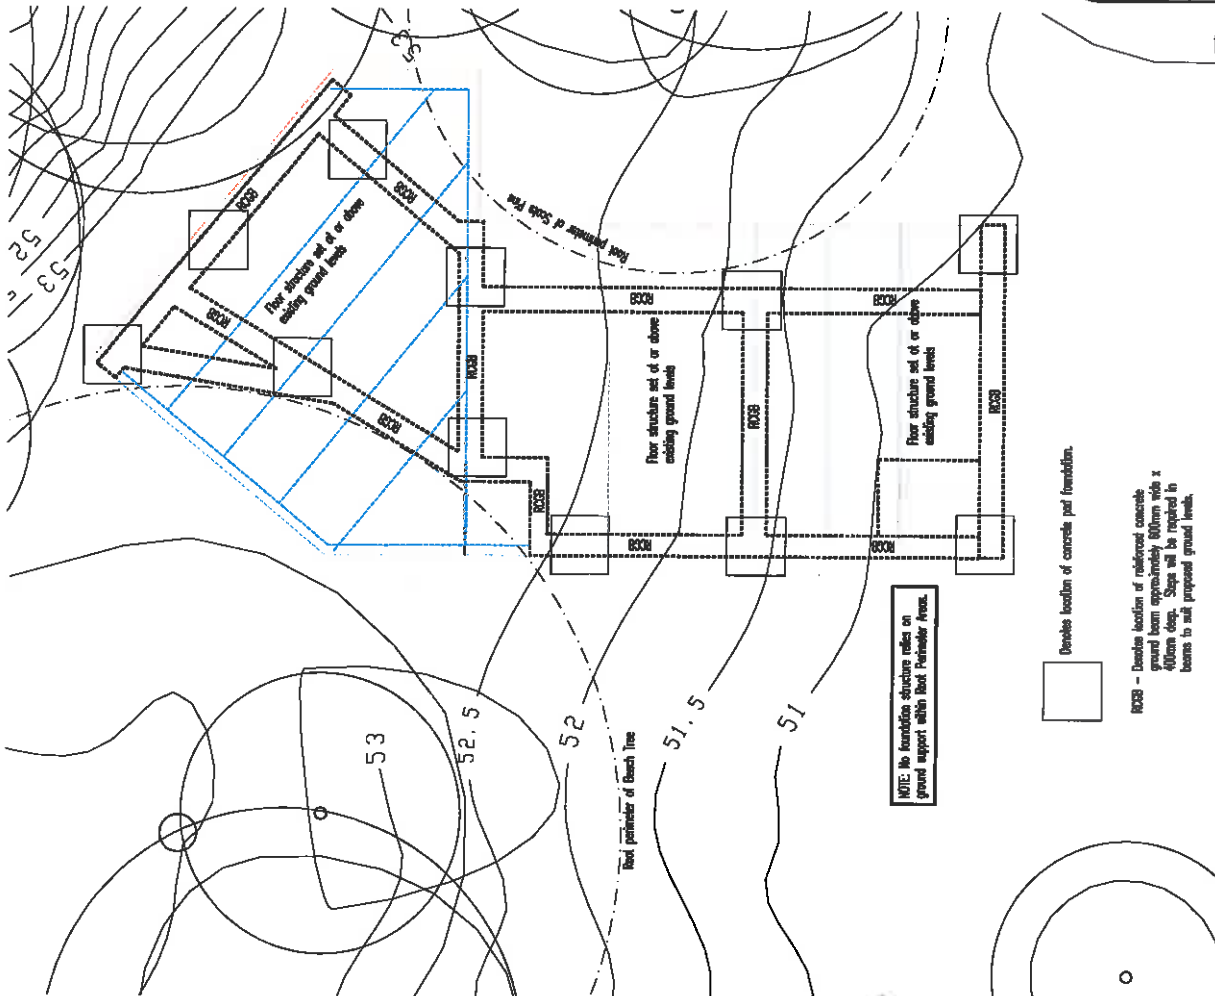 53.5
52
53
RCGB
RCGB
RCGB
RCGB
RCGB
RCGB
RCGB
RCGB
RCGB
RCGB
RCGB
RCGB
Floor structure set at or above
existing ground levels
Root perimeter of Scots Pine
Floor structure set at or above
existing ground levels
Floor structure set at or above
existing ground levels
53
52.5
52
51.5
51
Root perimeter of Beech Tree
NOTE: No foundation structure relies on
ground support within Root Perimeter Areas.
Denotes location of concrete pad foundation.
RCGB - Denotes location of reinforced concrete
ground beam approximately 600mm wide x
400mm deep. Steps will be required in
beams to suit proposed ground levels.